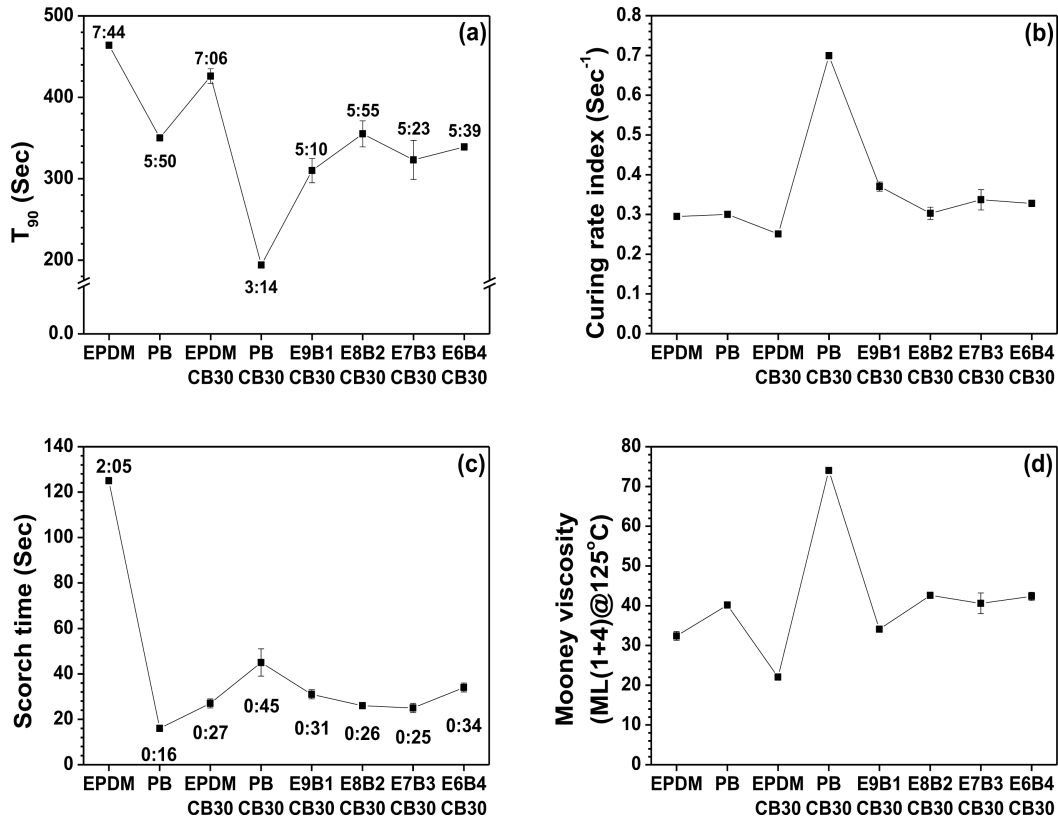 (a)
T90 (Sec)
500
400
300
200
0.0
7:44
5:50
7:06
3:14
5:10
5:55
5:23
5:39
EPDM PB EPDM PB E9B1 E8B2 E7B3 E6B4
CB30 CB30 CB30 CB30 CB30 CB30
(b)
Curing rate index (Sec-1)
0.8
0.7
0.6
0.5
0.4
0.3
0.2
0.1
0.0
EPDM PB EPDM PB E9B1 E8B2 E7B3 E6B4
CB30 CB30 CB30 CB30 CB30 CB30
(c)
Scorch time (Sec)
140
120
100
80
60
40
20
0
2:05
0:16
0:27
0:45
0:31
0:26
0:25
0:34
EPDM PB EPDM PB E9B1 E8B2 E7B3 E6B4
CB30 CB30 CB30 CB30 CB30 CB30
(d)
Mooney viscosity
(ML(1+4)@125°C)
80
70
60
50
40
30
20
10
0
EPDM PB EPDM PB E9B1 E8B2 E7B3 E6B4
CB30 CB30 CB30 CB30 CB30 CB30